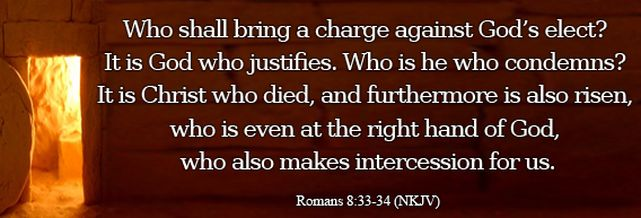 Who shall bring a charge against God's elect?
It is God who justifies. Who is he who condemns?
It is Christ who died, and furthermore is also risen,
who is even at the right hand of God,
who also makes intercession for us.
Romans 8:33-34 (NKJV)